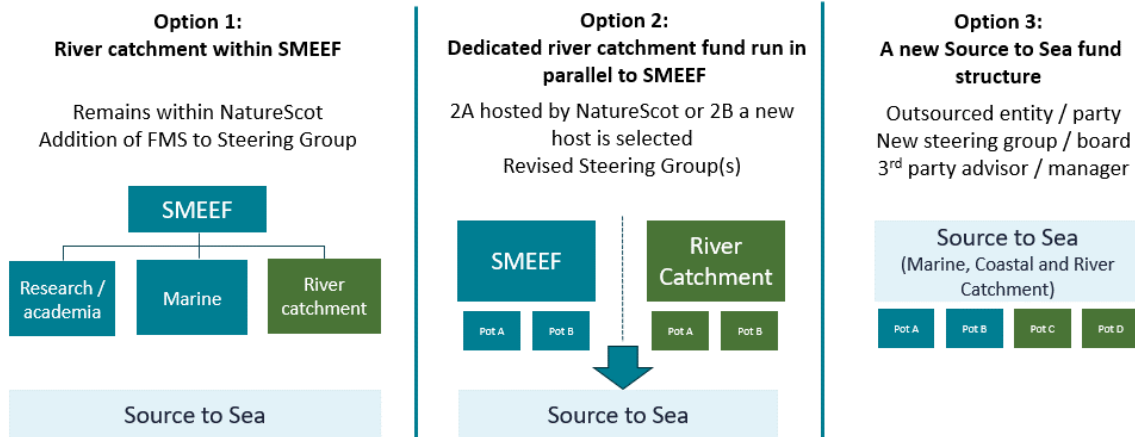 Option 1:
River catchment within SMEEF
Remains within NatureScot
Addition of FMS to Steering Group
SMEEF
Research /
academia
Marine
River
catchment
Source to Sea
Option 2:
Dedicated river catchment fund run in
parallel to SMEEF
2A hosted by NatureScot or 2B a new
host is selected
Revised Steering Group(s)
SMEEF
River
Catchment
Pot A
Pot B
Pot A
Pot B
Source to Sea
Option 3:
A new Source to Sea fund
structure
Outsourced entity / party
New steering group / board
3rd party advisor / manager
Source to Sea
(Marine, Coastal and River
Catchment)
Pot A
Pot B
Pot C
Pot D